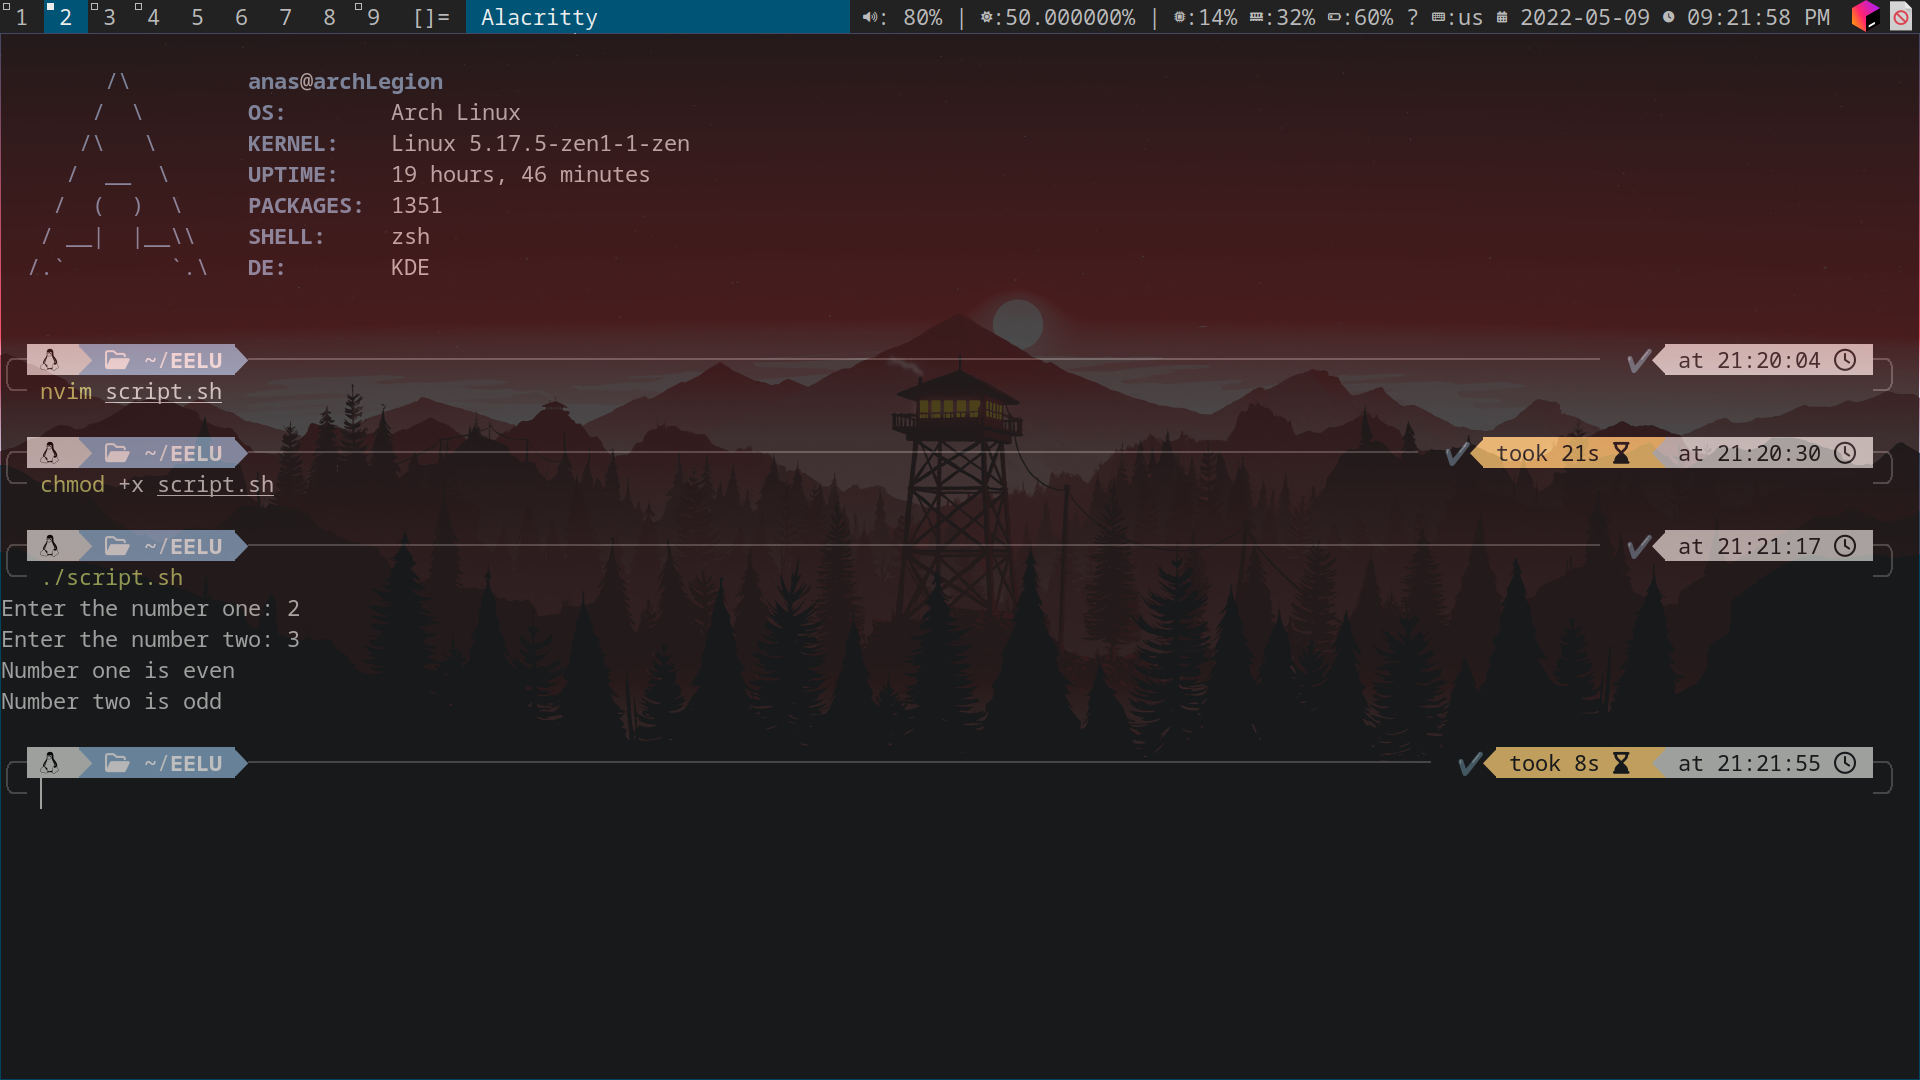 1 2 3 4 5 6 7 8 9 []= Alacritty : 80% | :50.000000% | :14% :32% :60% ? :us 2022-05-09 09:21:58 PM
/\ anas@archLegion
/ \ OS: Arch Linux
/\ \ KERNEL: Linux 5.17.5-zen1-1-zen
/ __ \ UPTIME: 19 hours, 46 minutes
/ ( ) \ PACKAGES: 1351
/ __| |__\\ SHELL: zsh
/.` `.\ DE: KDE
~/EELU at 21:20:04
nvim script.sh
~/EELU took 21s at 21:20:30
chmod +x script.sh
~/EELU at 21:21:17
./script.sh
Enter the number one: 2
Enter the number two: 3
Number one is even
Number two is odd
~/EELU took 8s at 21:21:55